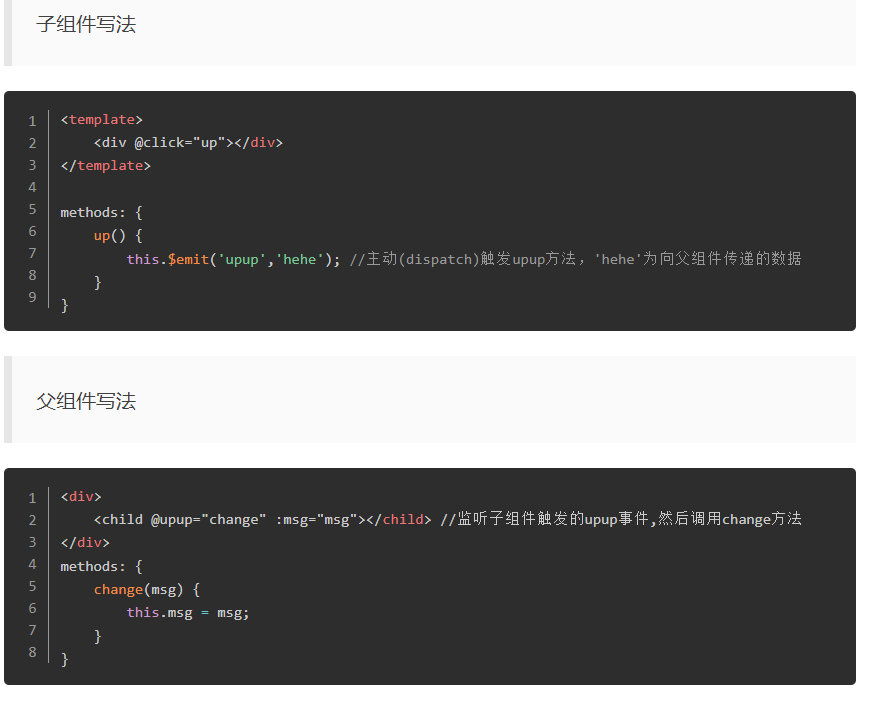 子组件写法
1 <template>
2     <div @click="up"></div>
3 </template>
4
5 methods: {
6     up() {
7         this.$emit('upup','hehe'); //主动(dispatch)触发upup方法，'hehe'为向父组件传递的数据
8     }
9 }
父组件写法
1 <div>
2     <child @upup="change" :msg="msg"></child> //监听子组件触发的upup事件,然后调用change方法
3 </div>
4 methods: {
5     change(msg) {
6         this.msg = msg;
7     }
8 }